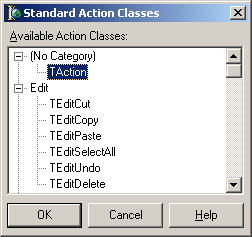 Standard Action Classes
Available Action Classes:
(No Category)
TAction
Edit
TEditCut
TEditCopy
TEditPaste
TEditSelectAll
TEditUndo
TEditDelete
OK Cancel Help